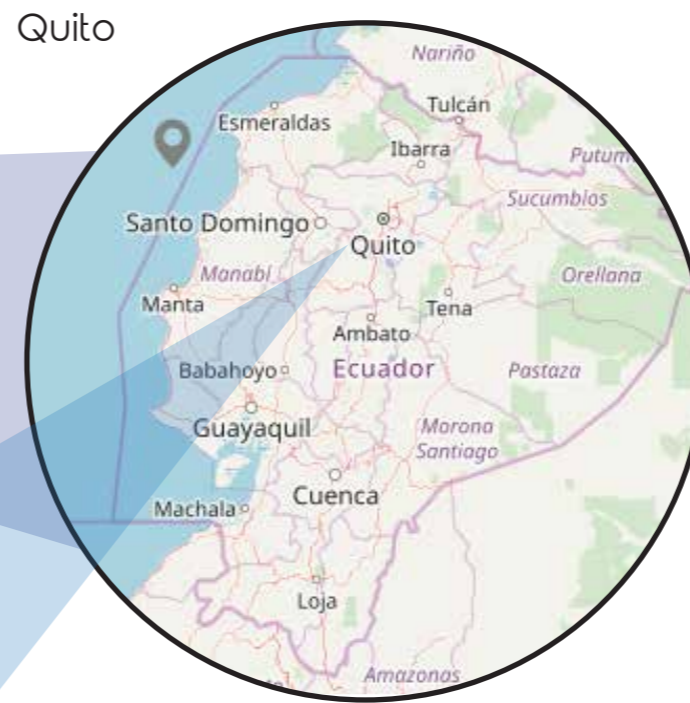 Quito
Nariño
Tulcán
Esmeraldas
Ibarra
Sucumbíos
Santo Domingo
Quito
Manabí
Orellana
Manta
Tena
Ambato
Babahoyo
Ecuador
Pastaza
Guayaquil
Morona
Santiago
Cuenca
Machala
Loja
Amazonas